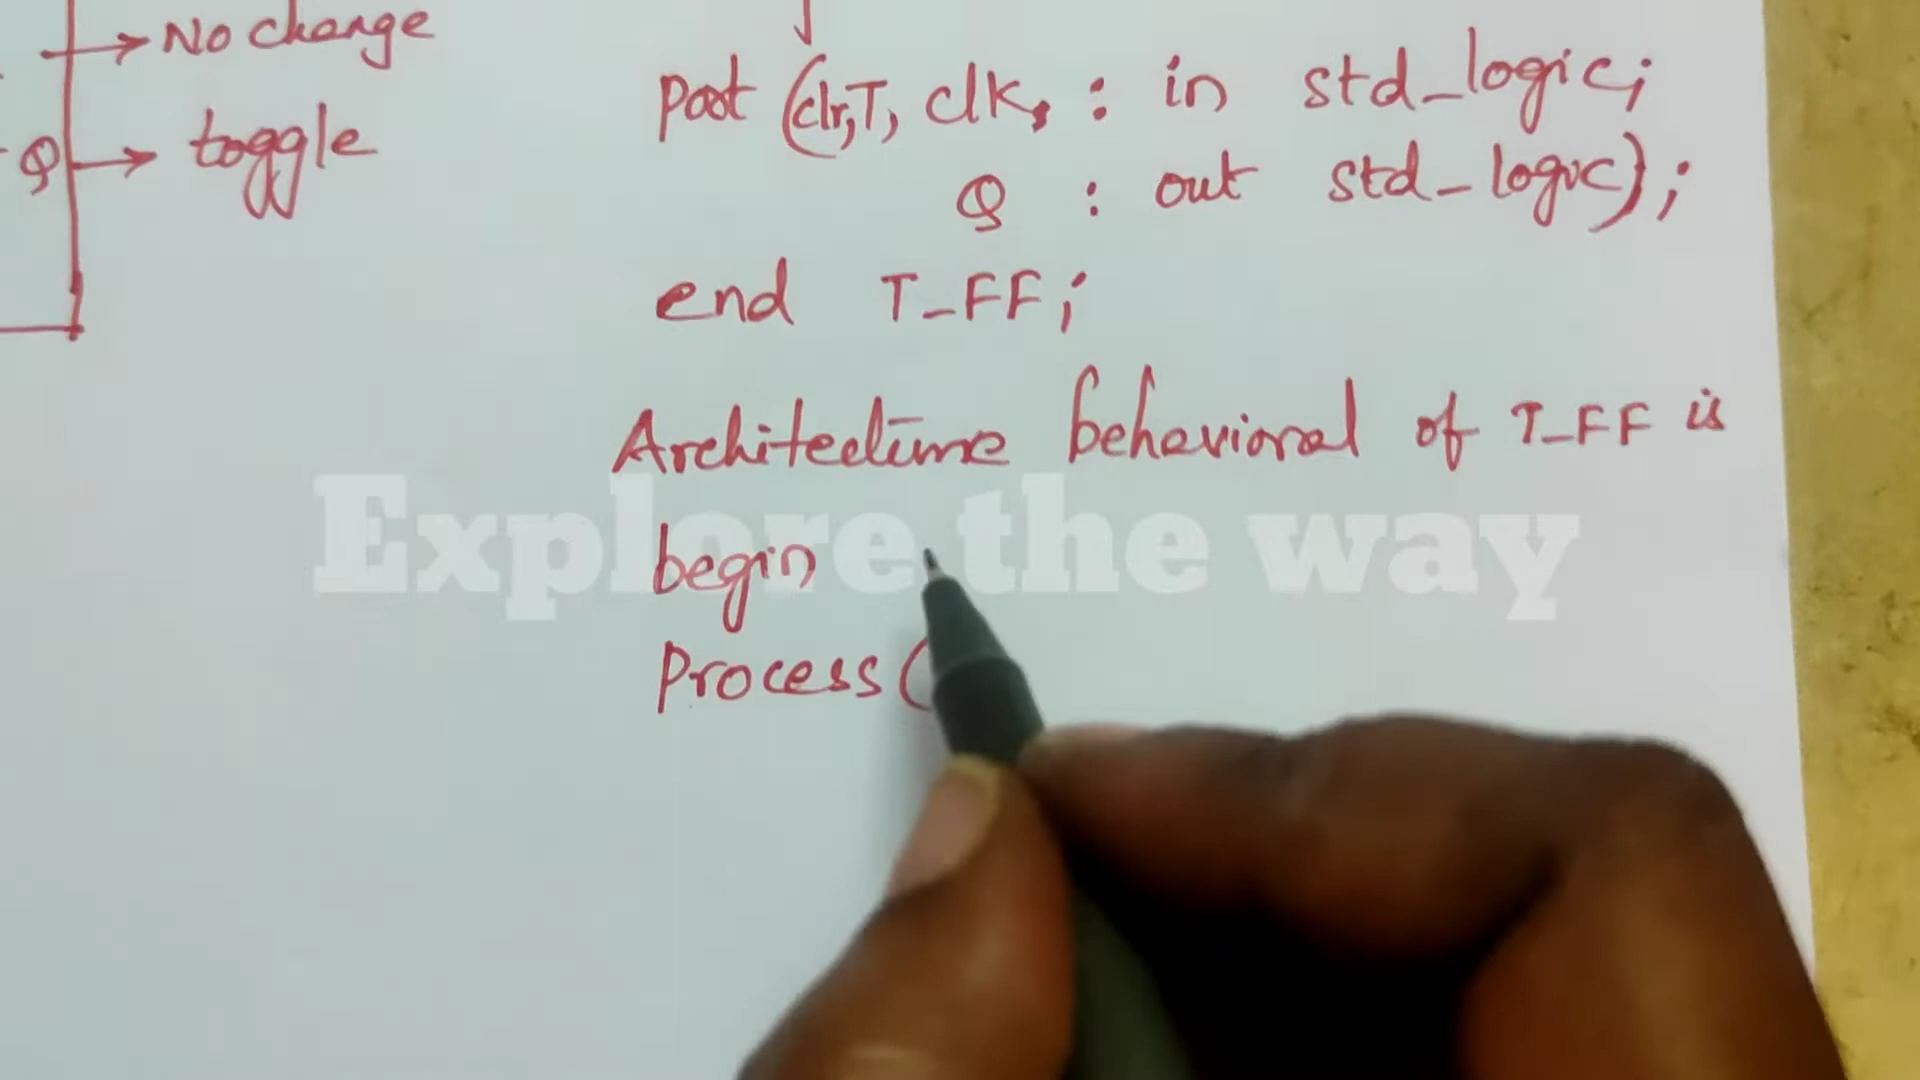 → No change
Q → toggle
port (clr, T, clk, : in std_logic;
Q : out std_logic);
end T_FF;
Architecture behavioral of T_FF is
begin
Process (
Explore the way